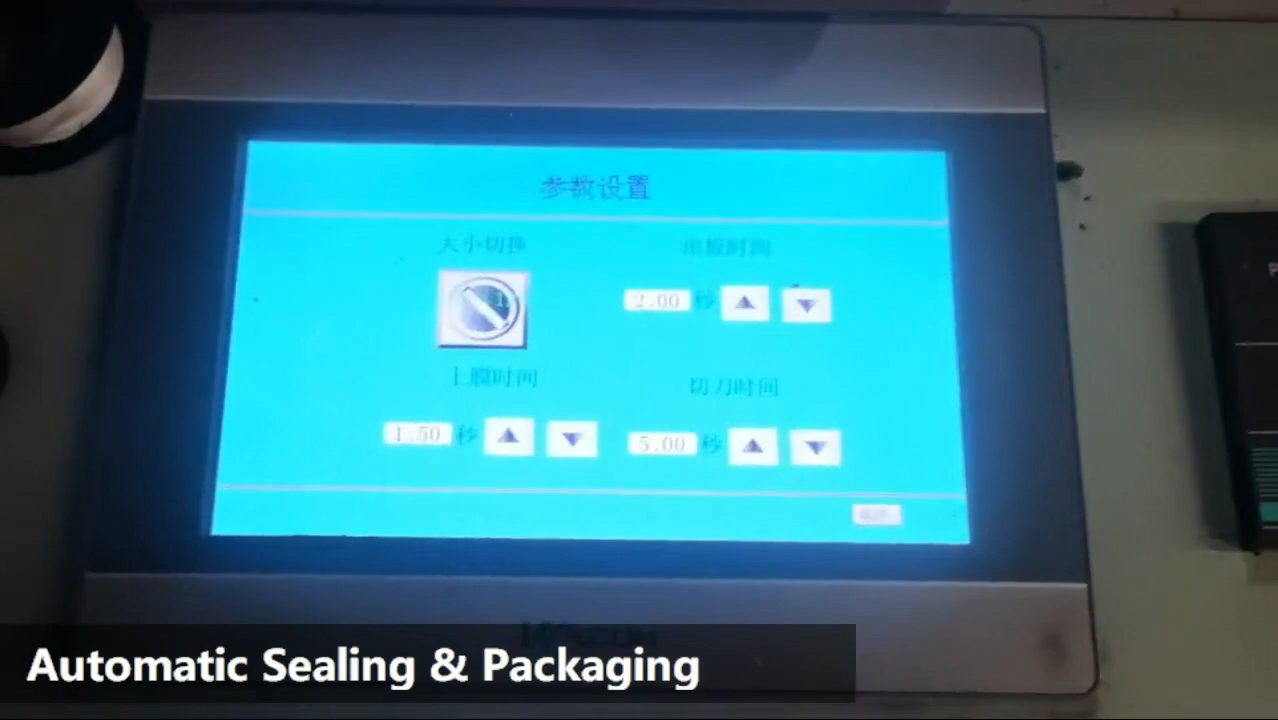 参数设置
大小切换
出板时间
2.00 秒
上膜时间
切刀时间
1.50 秒
5.00 秒
Automatic Sealing & Packaging